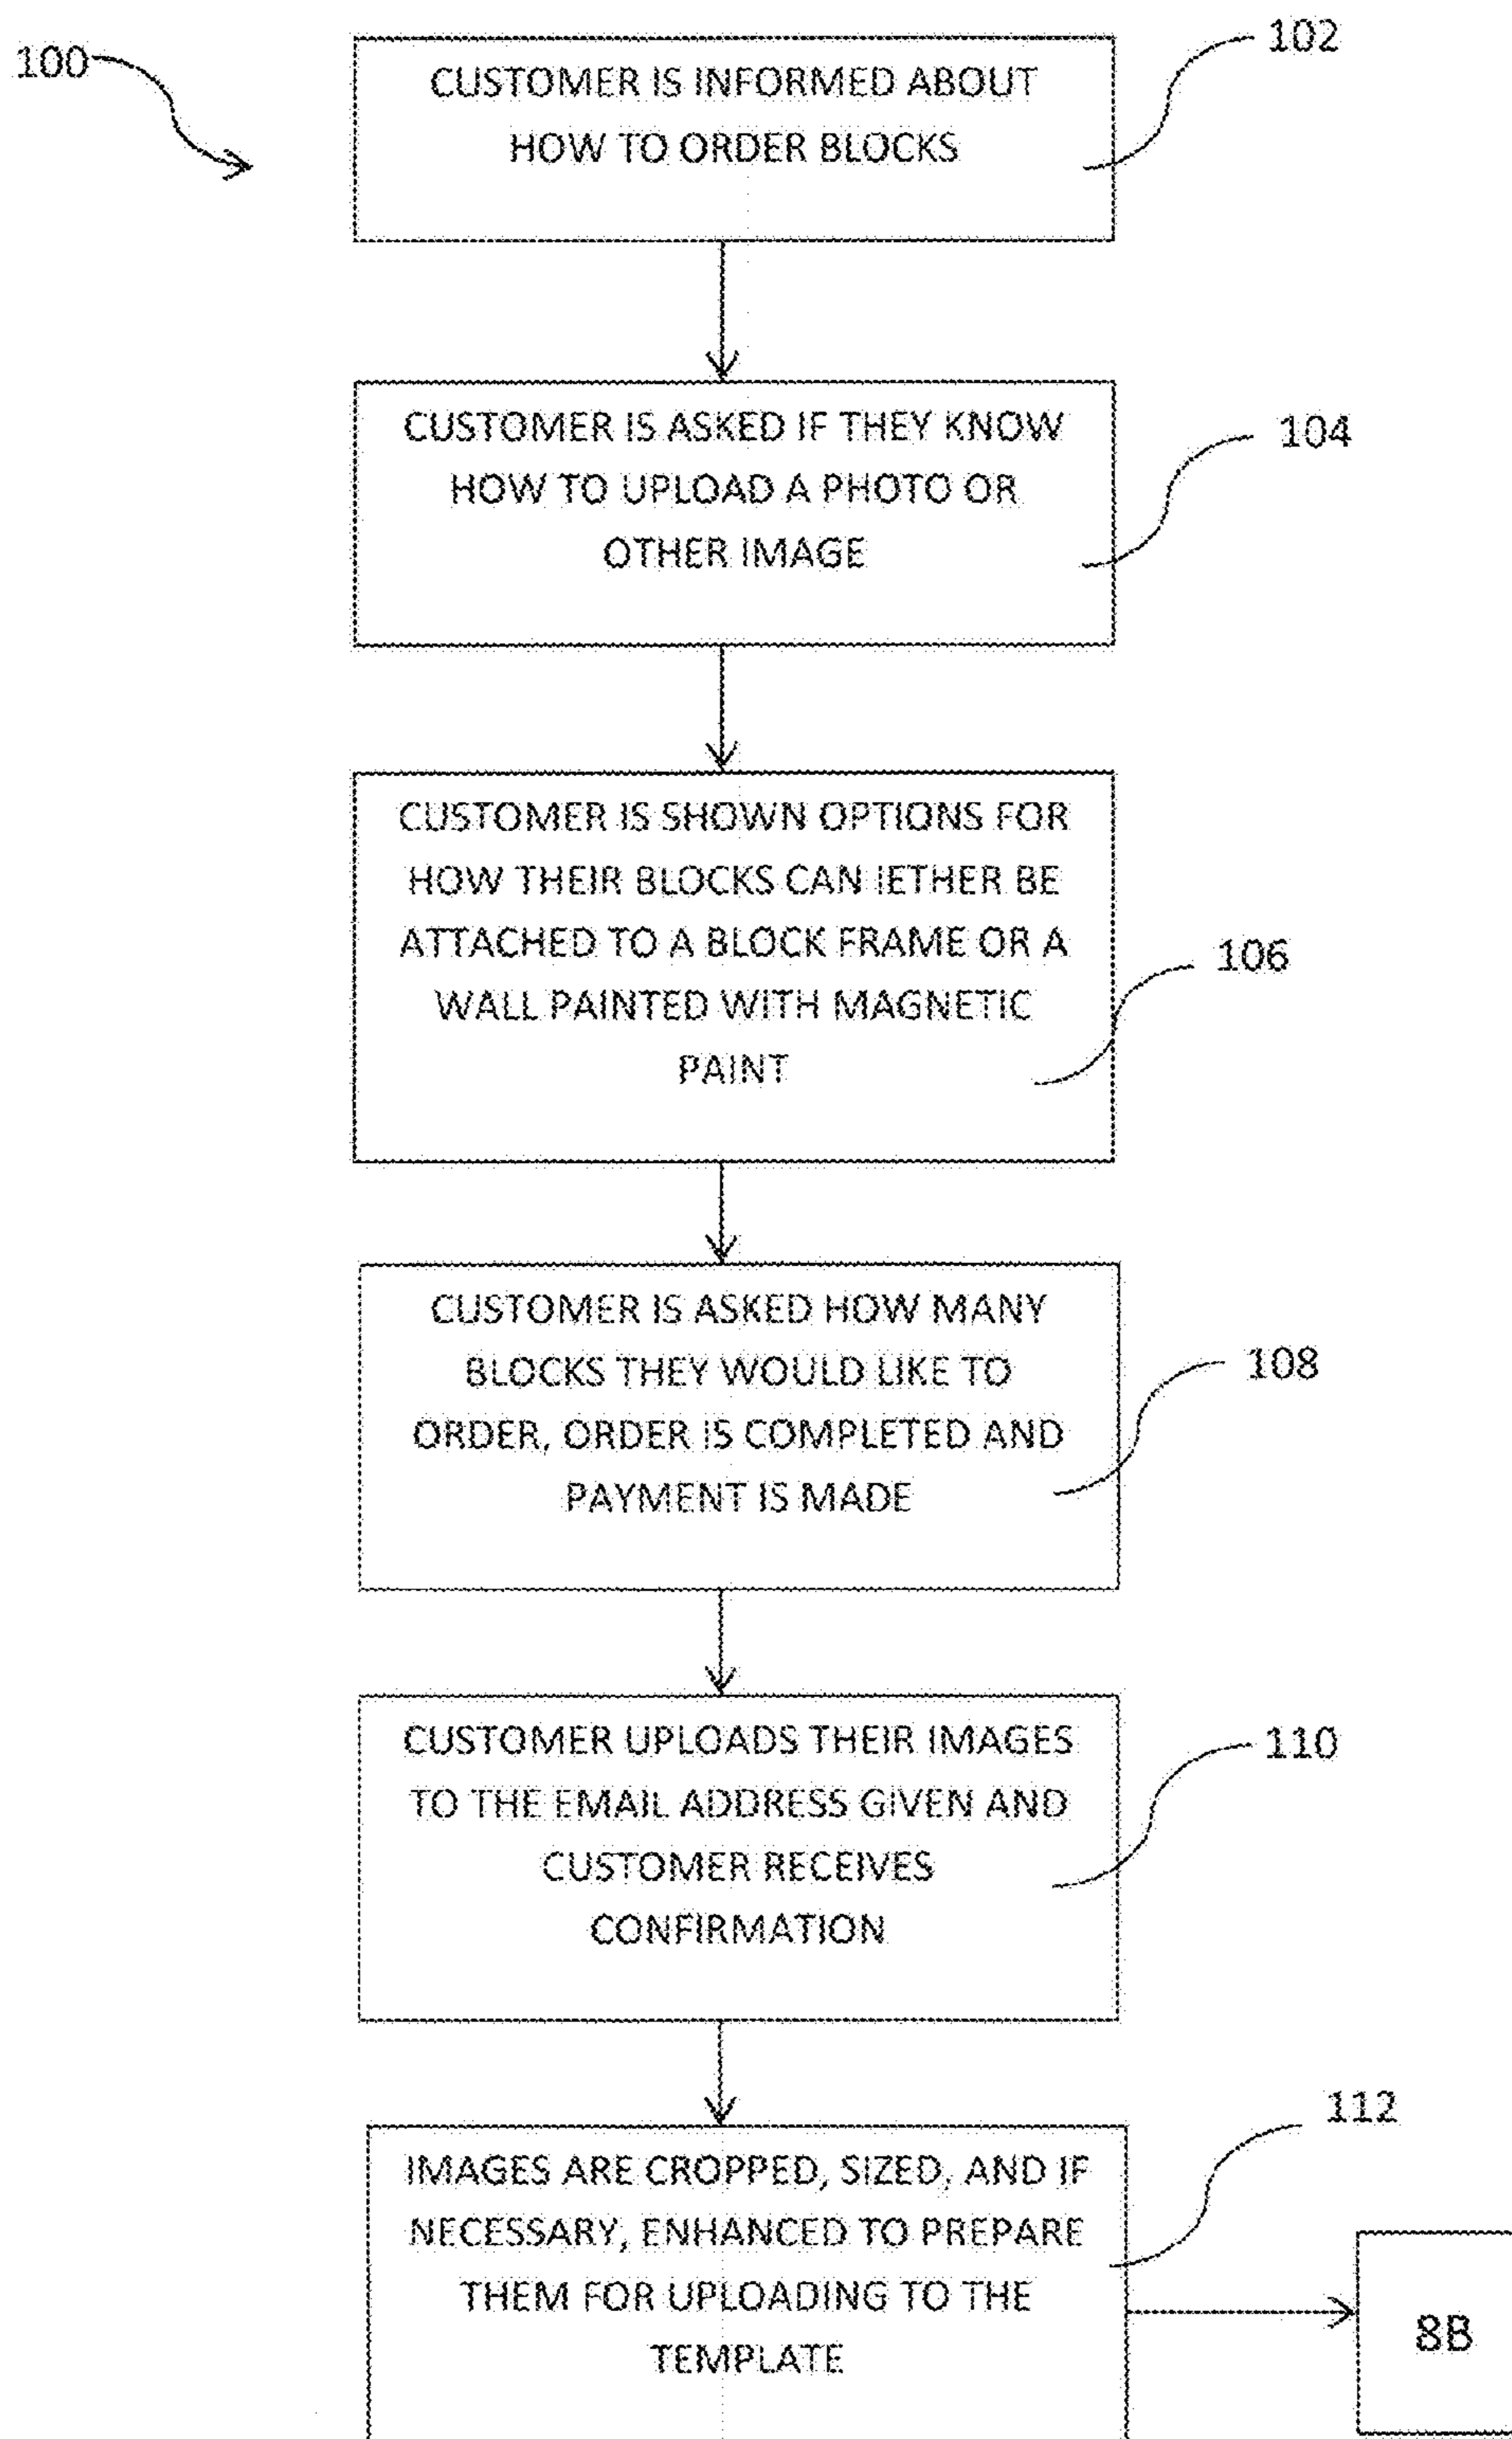 100
102
CUSTOMER IS INFORMED ABOUT
HOW TO ORDER BLOCKS
CUSTOMER IS ASKED IF THEY KNOW
HOW TO UPLOAD A PHOTO OR
OTHER IMAGE
104
CUSTOMER IS SHOWN OPTIONS FOR
HOW THEIR BLOCKS CAN IETHER BE
ATTACHED TO A BLOCK FRAME OR A
WALL PAINTED WITH MAGNETIC
PAINT
106
CUSTOMER IS ASKED HOW MANY
BLOCKS THEY WOULD LIKE TO
ORDER, ORDER IS COMPLETED AND
PAYMENT IS MADE
108
CUSTOMER UPLOADS THEIR IMAGES
TO THE EMAIL ADDRESS GIVEN AND
CUSTOMER RECEIVES
CONFIRMATION
110
112
IMAGES ARE CROPPED, SIZED, AND IF
NECESSARY, ENHANCED TO PREPARE
THEM FOR UPLOADING TO THE
TEMPLATE
8B